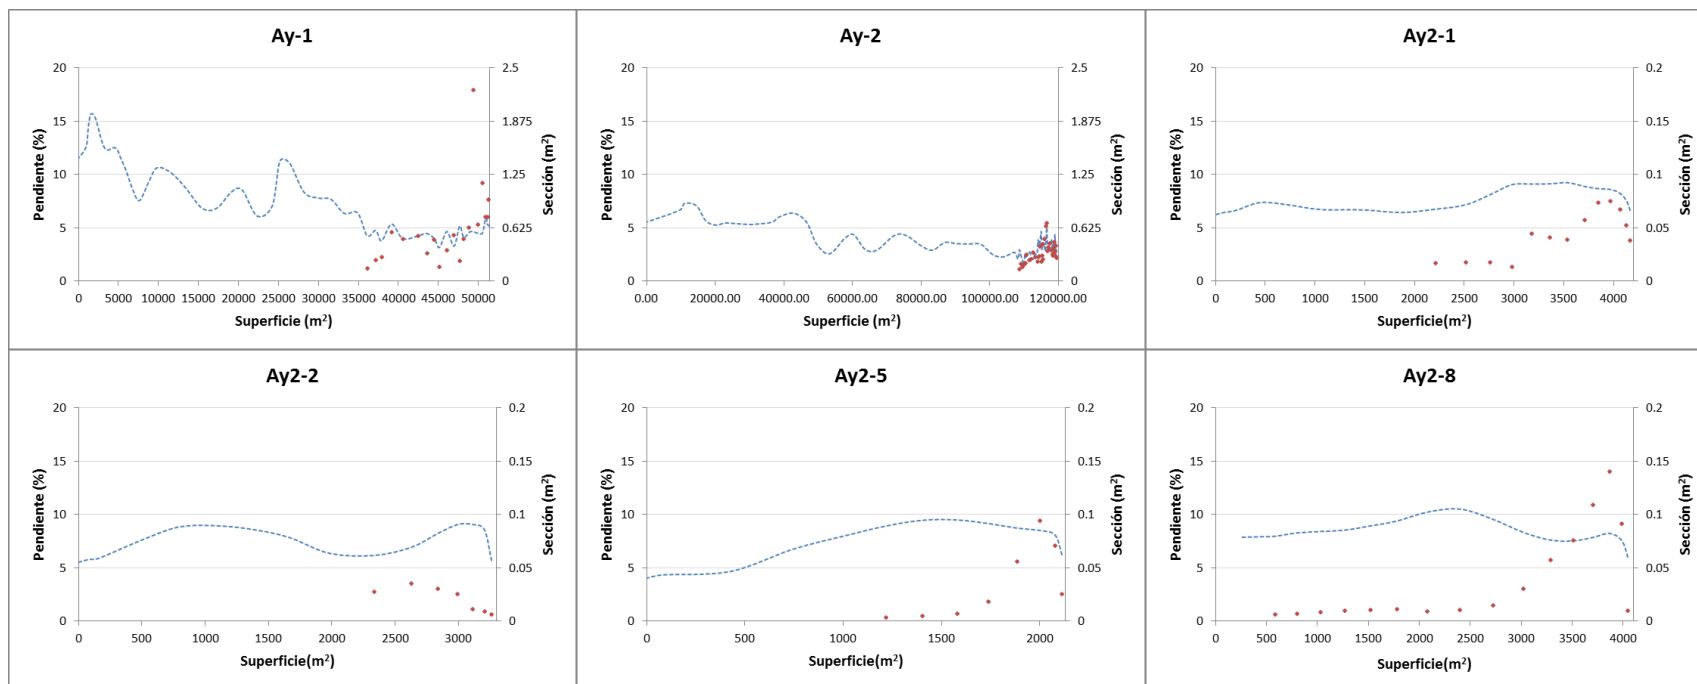 Ay-1
20
15
10
5
0
Pendiente (%)
2.5
1.875
1.25
0.625
0
Sección (m²)
0 5000 10000 15000 20000 25000 30000 35000 40000 45000 50000
Superficie (m²)
Ay-2
20
15
10
5
0
Pendiente (%)
2.5
1.875
1.25
0.625
0
Sección (m²)
0.00 20000.00 40000.00 60000.00 80000.00 1000000.00 120000.00
Superficie (m²)
Ay2-1
20
15
10
5
0
Pendiente (%)
0.2
0.15
0.1
0.05
0
Sección (m²)
0 500 1000 1500 2000 2500 3000 3500 4000
Superficie(m²)
Ay2-2
20
15
10
5
0
Pendiente (%)
0.2
0.15
0.1
0.05
0
Sección (m²)
0 500 1000 1500 2000 2500 3000
Superficie(m²)
Ay2-5
20
15
10
5
0
Pendiente (%)
0.2
0.15
0.1
0.05
0
Sección (m²)
0 500 1000 1500 2000
Superficie(m²)
Ay2-8
20
15
10
5
0
Pendiente (%)
0.2
0.15
0.1
0.05
0
Sección (m²)
0 500 1000 1500 2000 2500 3000 3500 4000
Superficie(m²)